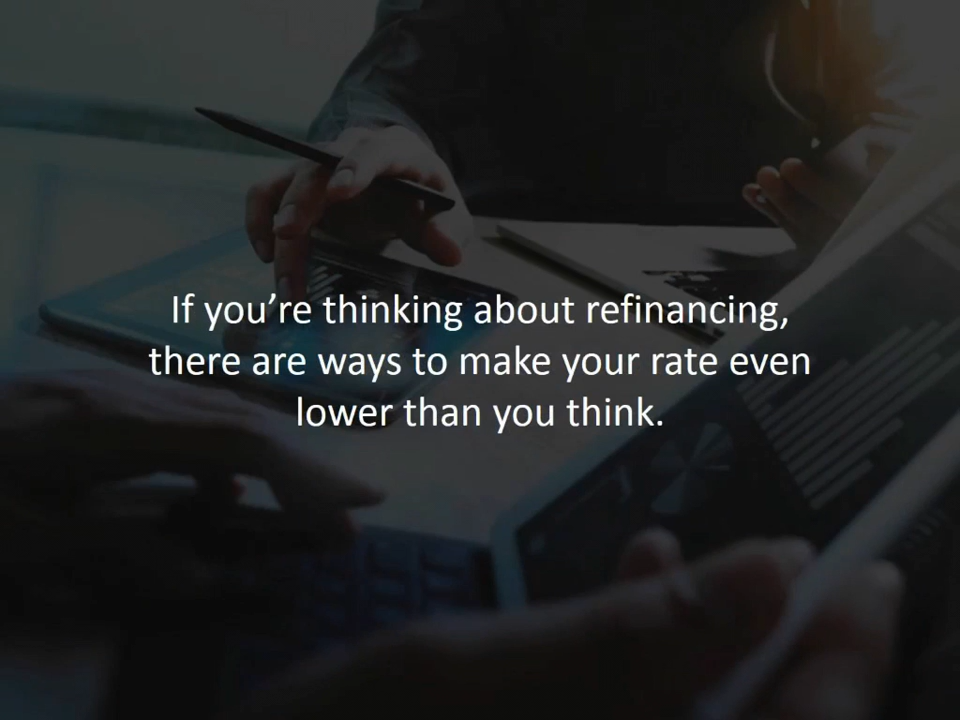 If you’re thinking about refinancing,
there are ways to make your rate even
lower than you think.